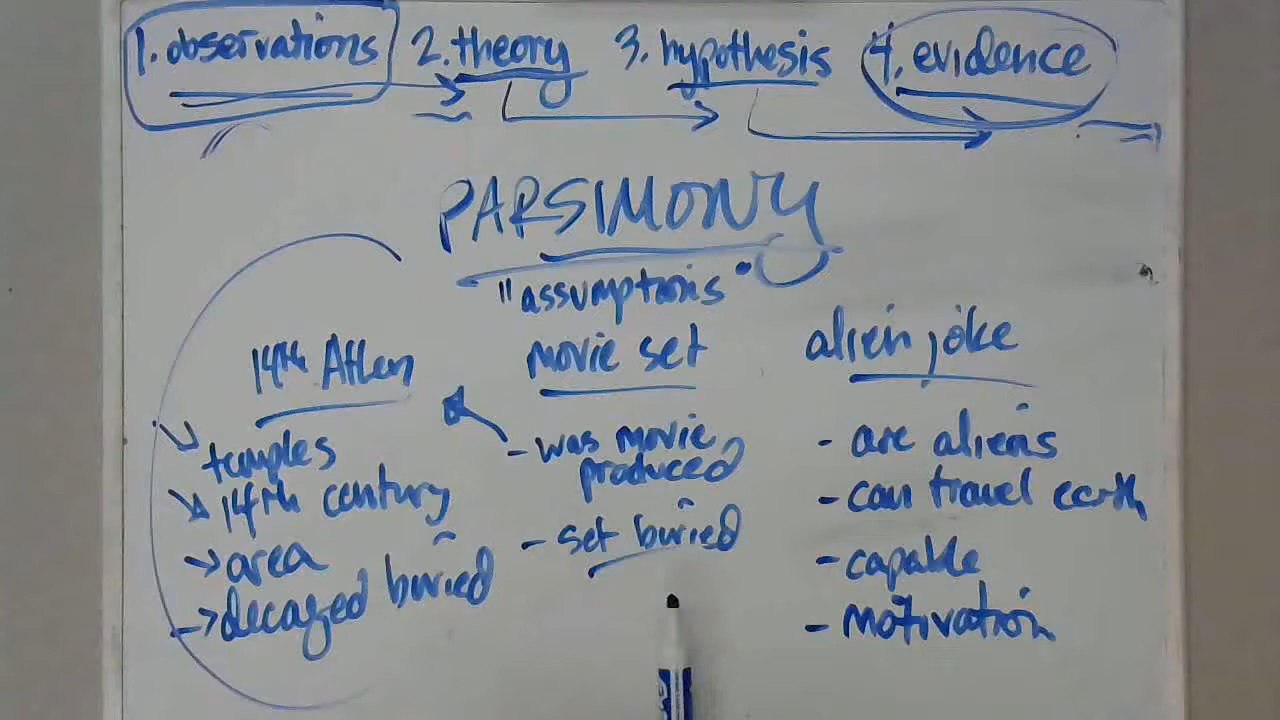 1. observations 2. theory 3. hypothesis 4. evidence
PARSIMONY
"assumptions"
14th Athen
temples
14th century
area
decayed buried
movie set
- was movie
produced
- set buried
alien joke
- are aliens
- can travel earth
- capable
- motivation